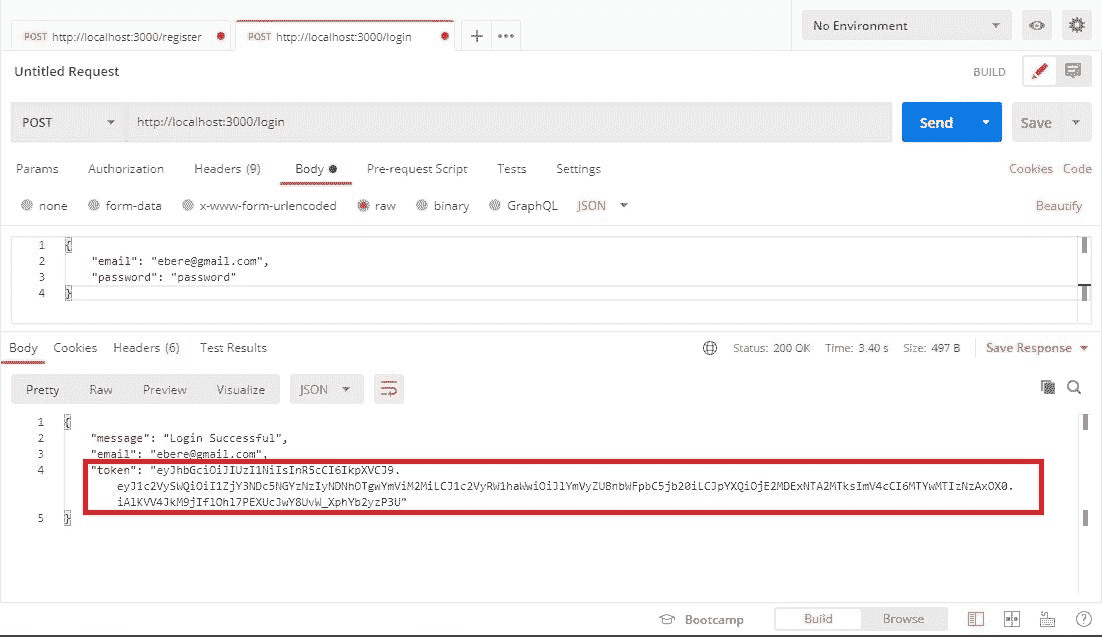 POST http://localhost:3000/register
POST http://localhost:3000/login
No Environment
Untitled Request
BUILD
POST
http://localhost:3000/login
Send
Save
Params Authorization Headers (9) Body Pre-request Script Tests Settings
Cookies Code
none form-data x-www-form-urlencoded raw binary GraphQL JSON
Beautify
1 {
2 "email": "ebere@gmail.com",
3 "password": "password"
4 }
Body Cookies Headers (6) Test Results
Status: 200 OK Time: 3.40 s Size: 497 B Save Response
Pretty Raw Preview Visualize JSON
1 {
2 "message": "Login Successful",
3 "email": "ebere@gmail.com",
4 "token": "eyJhbGciOiJIUzI1NiIsInR5cCI6IkpXVCJ9.
5 }
Bootcamp
Build Browse